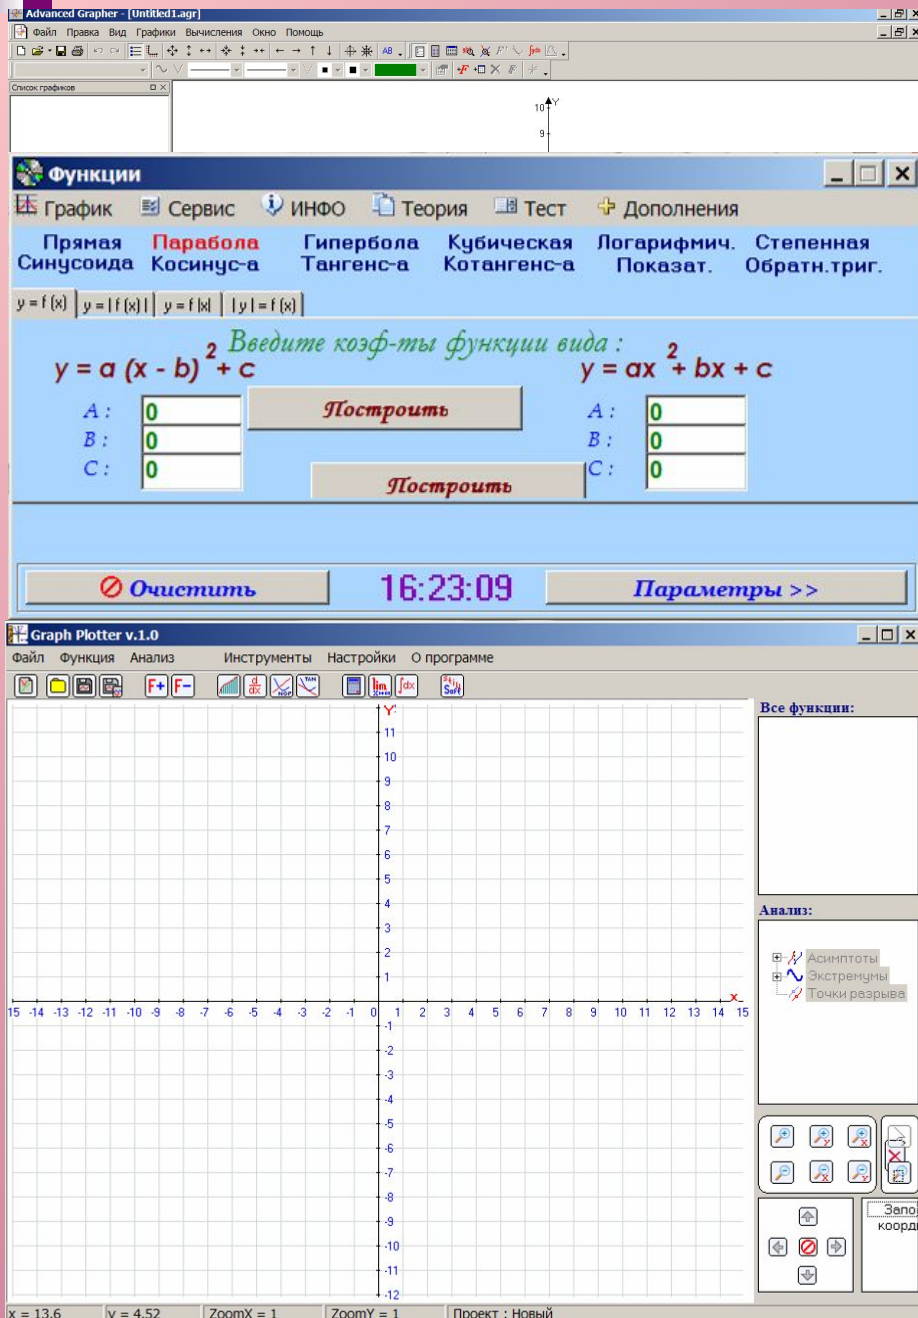 Advanced Grapher - [Untitled1.agr]
Файл Правка Вид Графики Вычисления Окно Помощь
Список графиков
Y
10
9
Функции
График Сервис ИНФО Теория Тест Дополнения
Прямая Парабола Гипербола Кубическая Логарифмич. Степенная
Синусоида Косинус-а Тангенс-а Котангенс-а Показат. Обратн.триг.
y = f (x) y = | f (x) | y = f |x| | y | = f (x)
Введите коэф-ты функции вида :
y = a (x - b)² + c y = ax² + bx + c
A : 0 Построить A : 0
B : 0 B : 0
C : 0 Построить C : 0
Очистить 16:23:09 Параметры >>
Graph Plotter v.1.0
Файл Функция Анализ Инструменты Настройки О программе
F+ F- d/dx TAN lim ∫dx Soft
Y
Все функции:
11
10
9
8
7
6
5
4
Анализ:
3
2
Асимптоты
1
Экстремумы
X
Точки разрыва
15 -14 -13 -12 -11 -10 -9 -8 -7 -6 -5 -4 -3 -2 -1 0 1 2 3 4 5 6 7 8 9 10 11 12 13 14 15
-1
-2
-3
-4
-5
-6
-7
-8
-9
Запо
коорд
-10
-11
-12
x = 13.6 y = 4.52 ZoomX = 1 ZoomY = 1 Проект : Новый